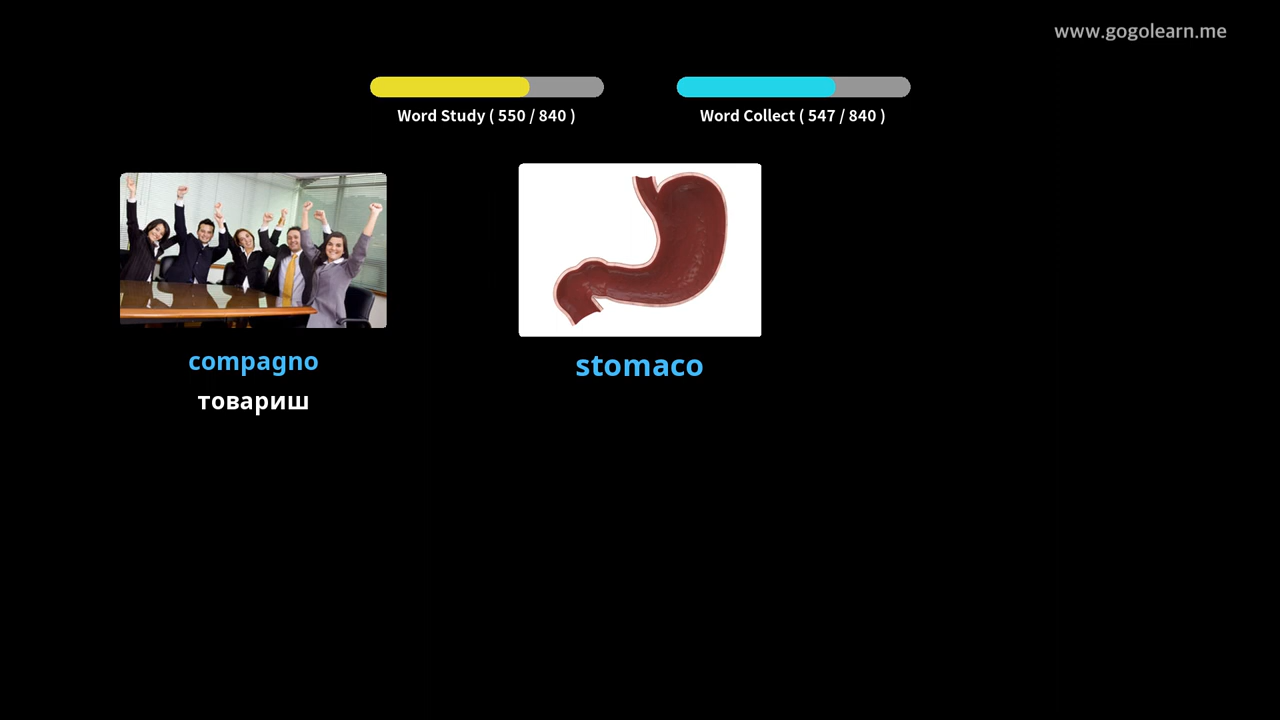 www.gogolearn.me
Word Study ( 550 / 840 )
Word Collect ( 547 / 840 )
compagno
товариш
stomaco